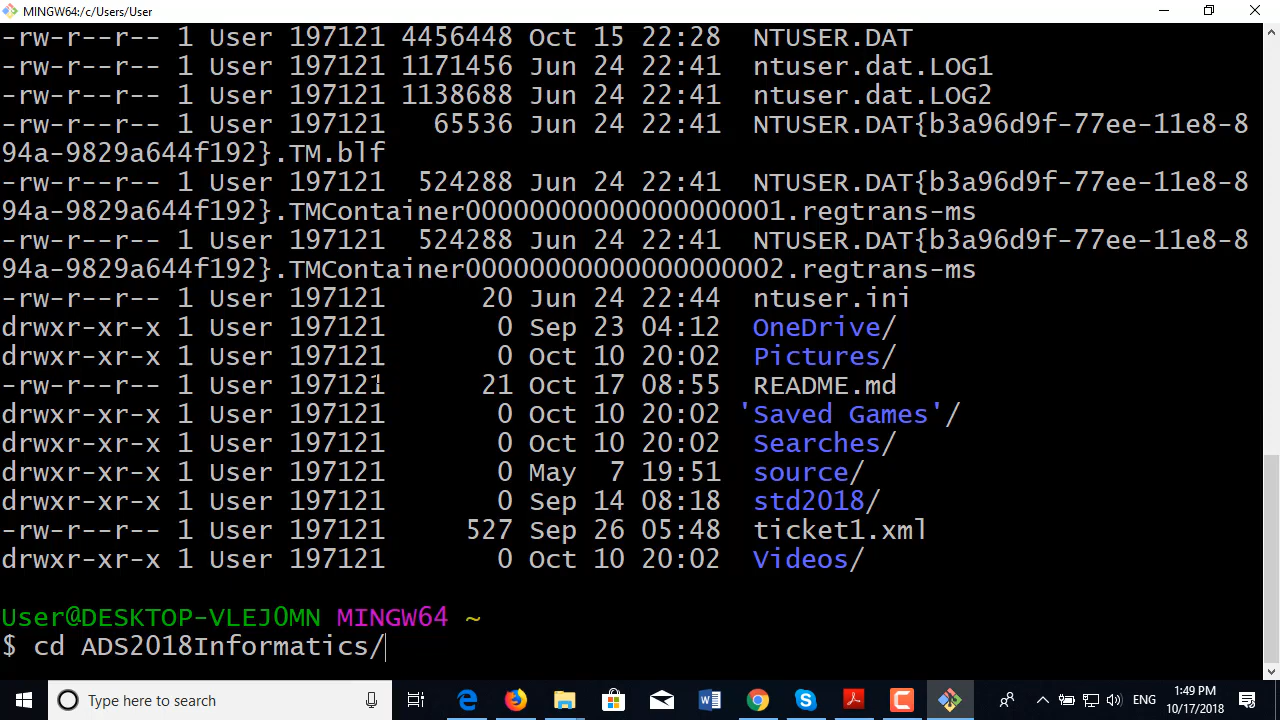 MINGW64:/c/Users/User
-rw-r--r-- 1 User 197121 4456448 Oct 15 22:28  NTUSER.DAT
-rw-r--r-- 1 User 197121 1171456 Jun 24 22:41  ntuser.dat.LOG1
-rw-r--r-- 1 User 197121 1138688 Jun 24 22:41  ntuser.dat.LOG2
-rw-r--r-- 1 User 197121   65536 Jun 24 22:41  NTUSER.DAT{b3a96d9f-77ee-11e8-8
94a-9829a644f192}.TM.blf
-rw-r--r-- 1 User 197121  524288 Jun 24 22:41  NTUSER.DAT{b3a96d9f-77ee-11e8-8
94a-9829a644f192}.TMContainer00000000000000000001.regtrans-ms
-rw-r--r-- 1 User 197121  524288 Jun 24 22:41  NTUSER.DAT{b3a96d9f-77ee-11e8-8
94a-9829a644f192}.TMContainer00000000000000000002.regtrans-ms
-rw-r--r-- 1 User 197121      20 Jun 24 22:44  ntuser.ini
drwxr-xr-x 1 User 197121       0 Sep 23 04:12  OneDrive/
drwxr-xr-x 1 User 197121       0 Oct 10 20:02  Pictures/
-rw-r--r-- 1 User 197121      21 Oct 17 08:55  README.md
drwxr-xr-x 1 User 197121       0 Oct 10 20:02 'Saved Games'/
drwxr-xr-x 1 User 197121       0 Oct 10 20:02  Searches/
drwxr-xr-x 1 User 197121       0 May  7 19:51  source/
drwxr-xr-x 1 User 197121       0 Sep 14 08:18  std2018/
-rw-r--r-- 1 User 197121     527 Sep 26 05:48  ticket1.xml
drwxr-xr-x 1 User 197121       0 Oct 10 20:02  Videos/
User@DESKTOP-VLEJOMN MINGW64 ~
$ cd ADS2018Informatics/
Type here to search
ENG
1:49 PM
10/17/2018